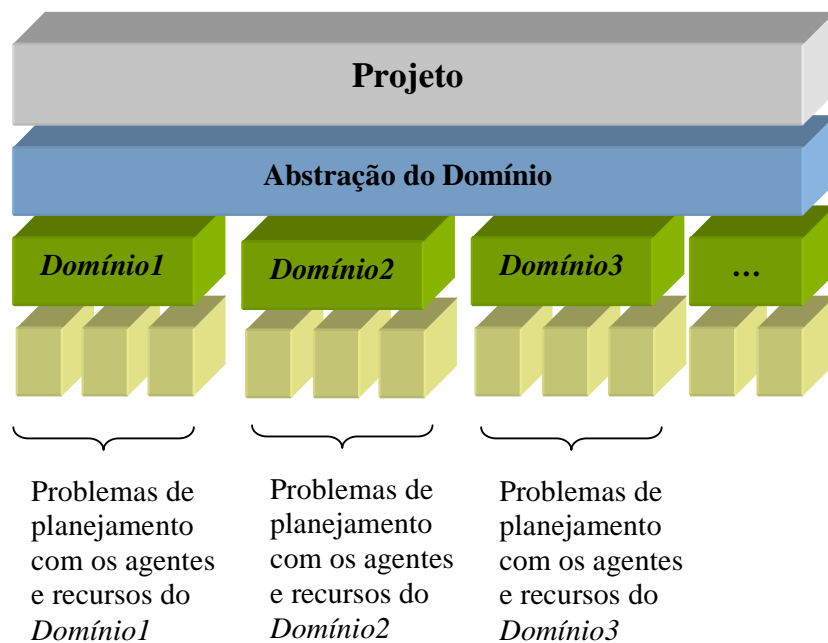 Projeto
Abstração do Domínio
Domínio1
Domínio2
Domínio3
...
Problemas de
planejamento
com os agentes
e recursos do
Domínio1
Problemas de
planejamento
com os agentes
e recursos do
Domínio2
Problemas de
planejamento
com os agentes
e recursos do
Domínio3